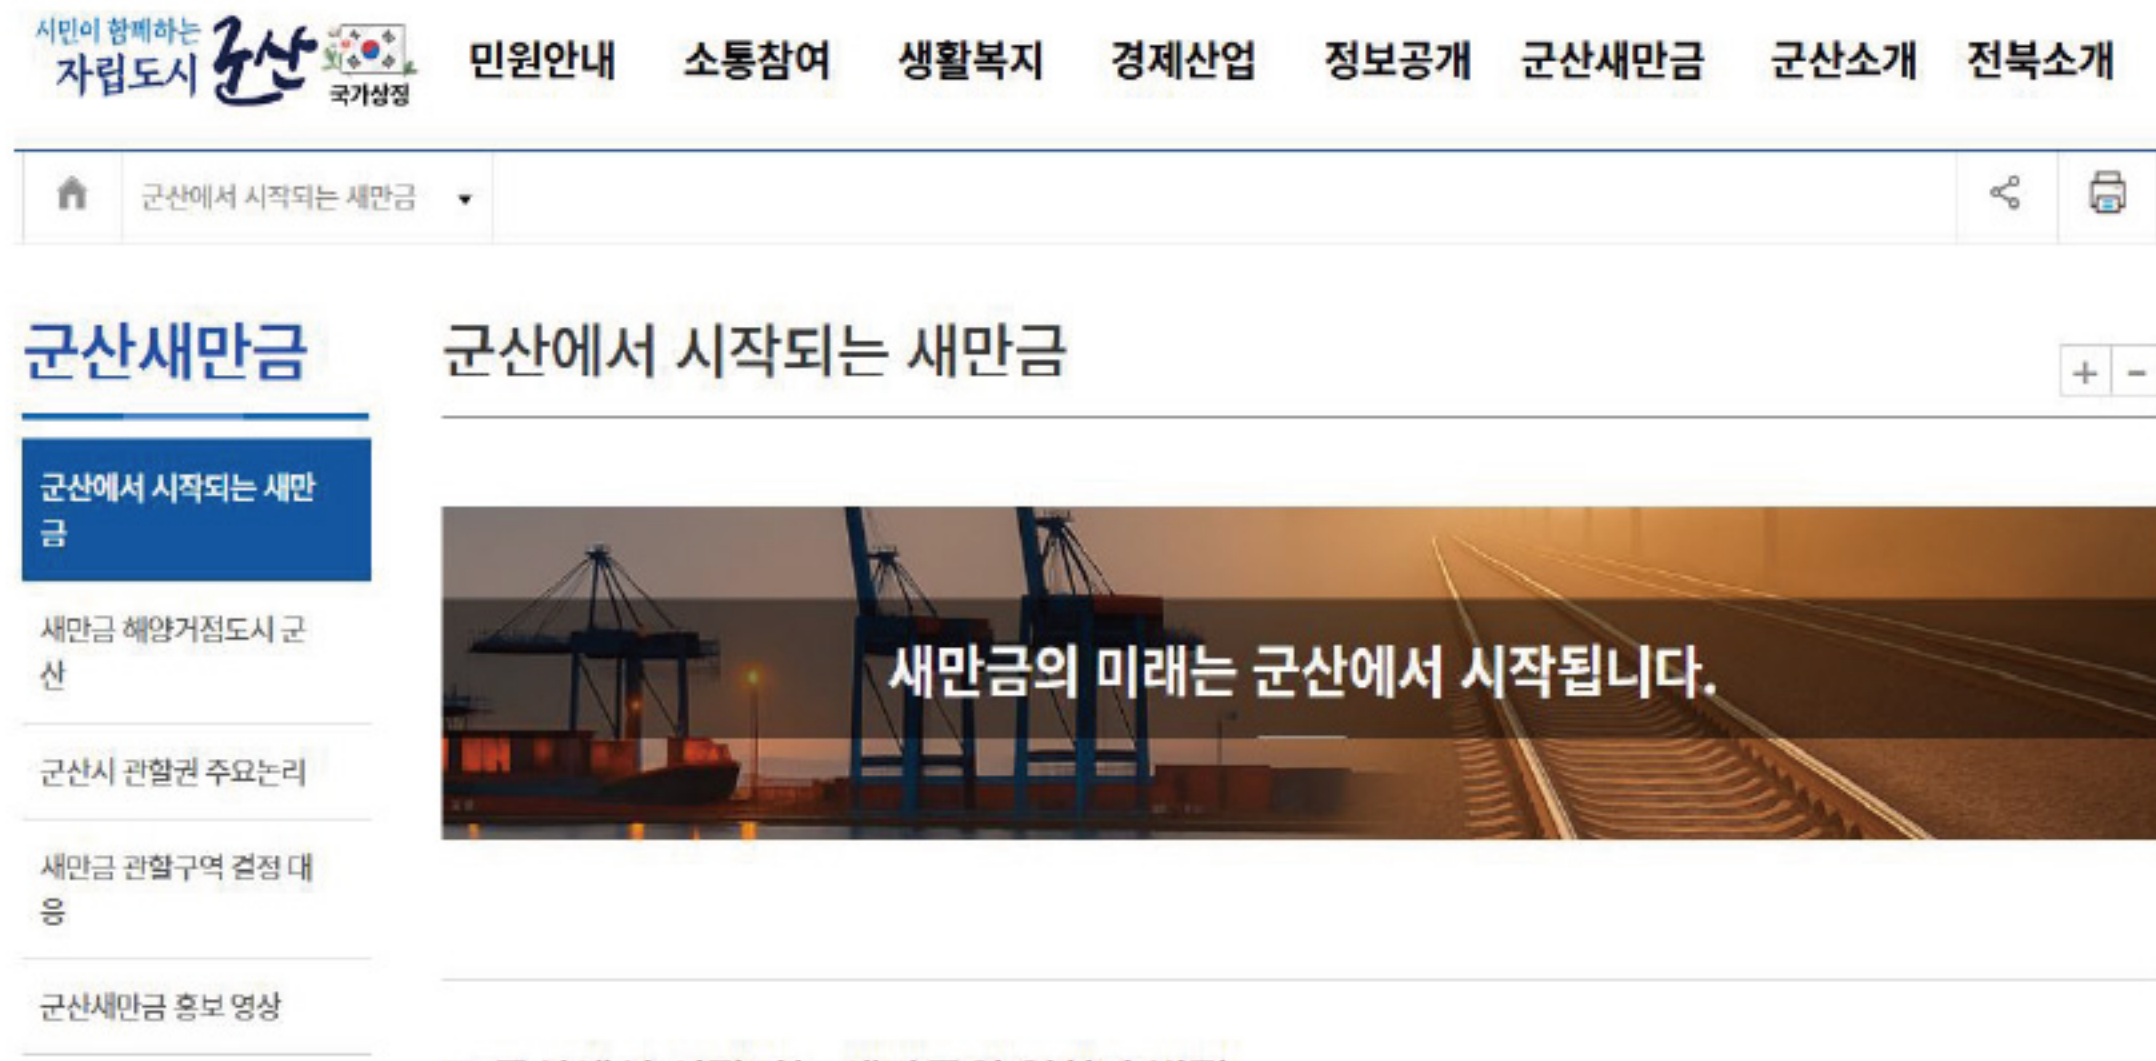 시민이 함께하는
자립도시 군산
국가상징
민원안내 소통참여 생활복지 경제산업 정보공개 군산새만금 군산소개 전북소개
군산에서 시작되는 새만금
군산새만금
군산에서 시작되는 새만
금
새만금 해양거점도시 군
산
군산시 관할권 주요논리
새만금 관할구역 결정 대
응
군산새만금 홍보 영상
군산에서 시작되는 새만금
+ -
새만금의 미래는 군산에서 시작됩니다.